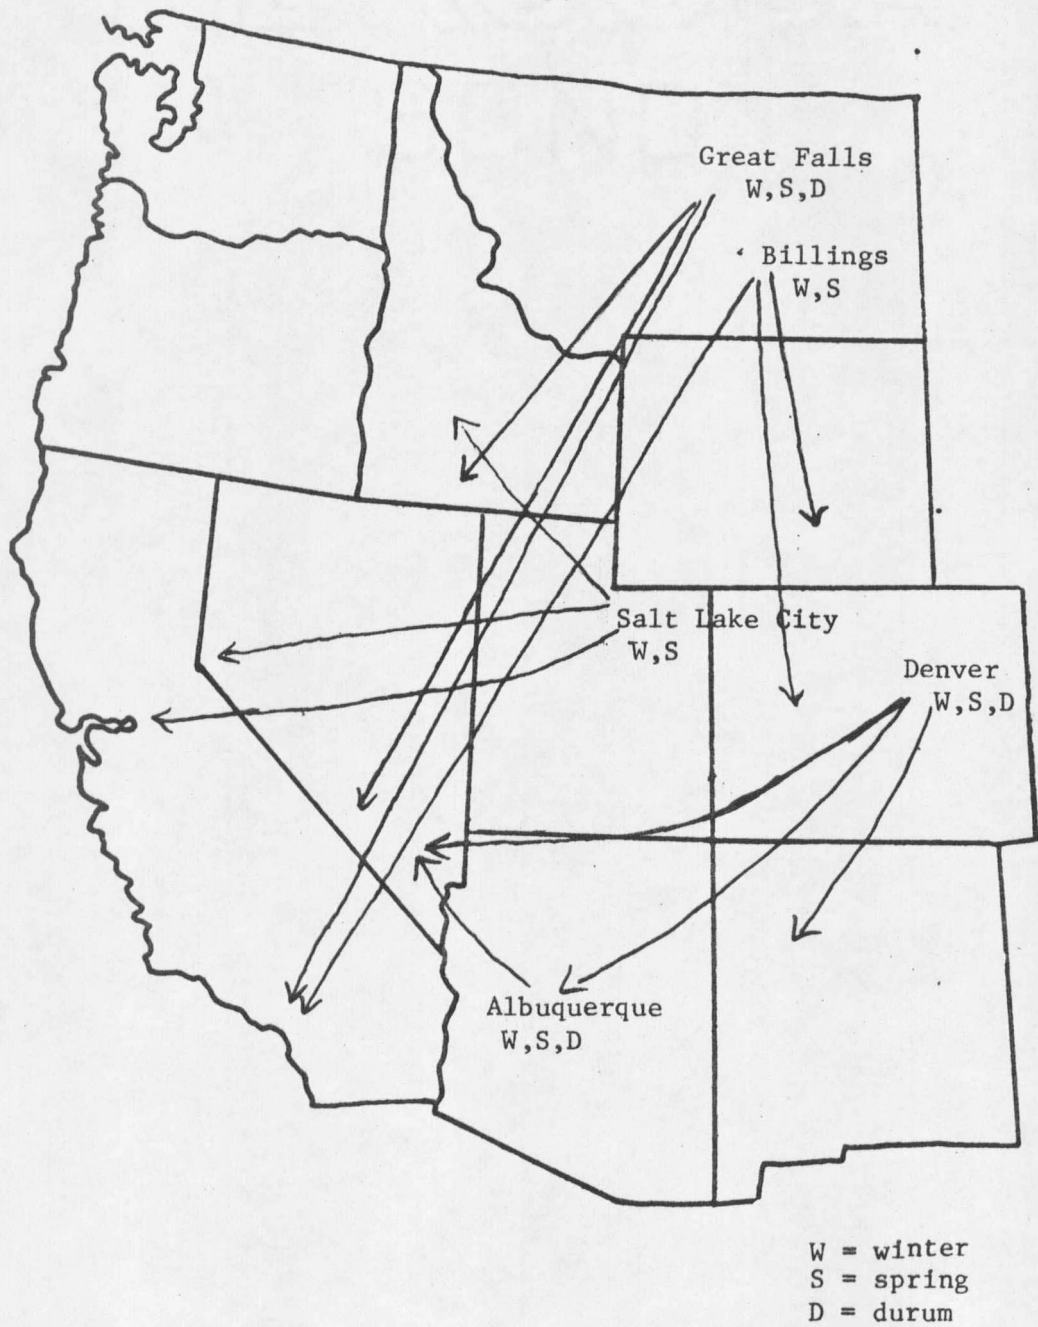 Great Falls
W,S,D
Billings
W,S
Salt Lake City
W,S
Denver
W,S,D
Albuquerque
W,S,D
W = winter
S = spring
D = durum